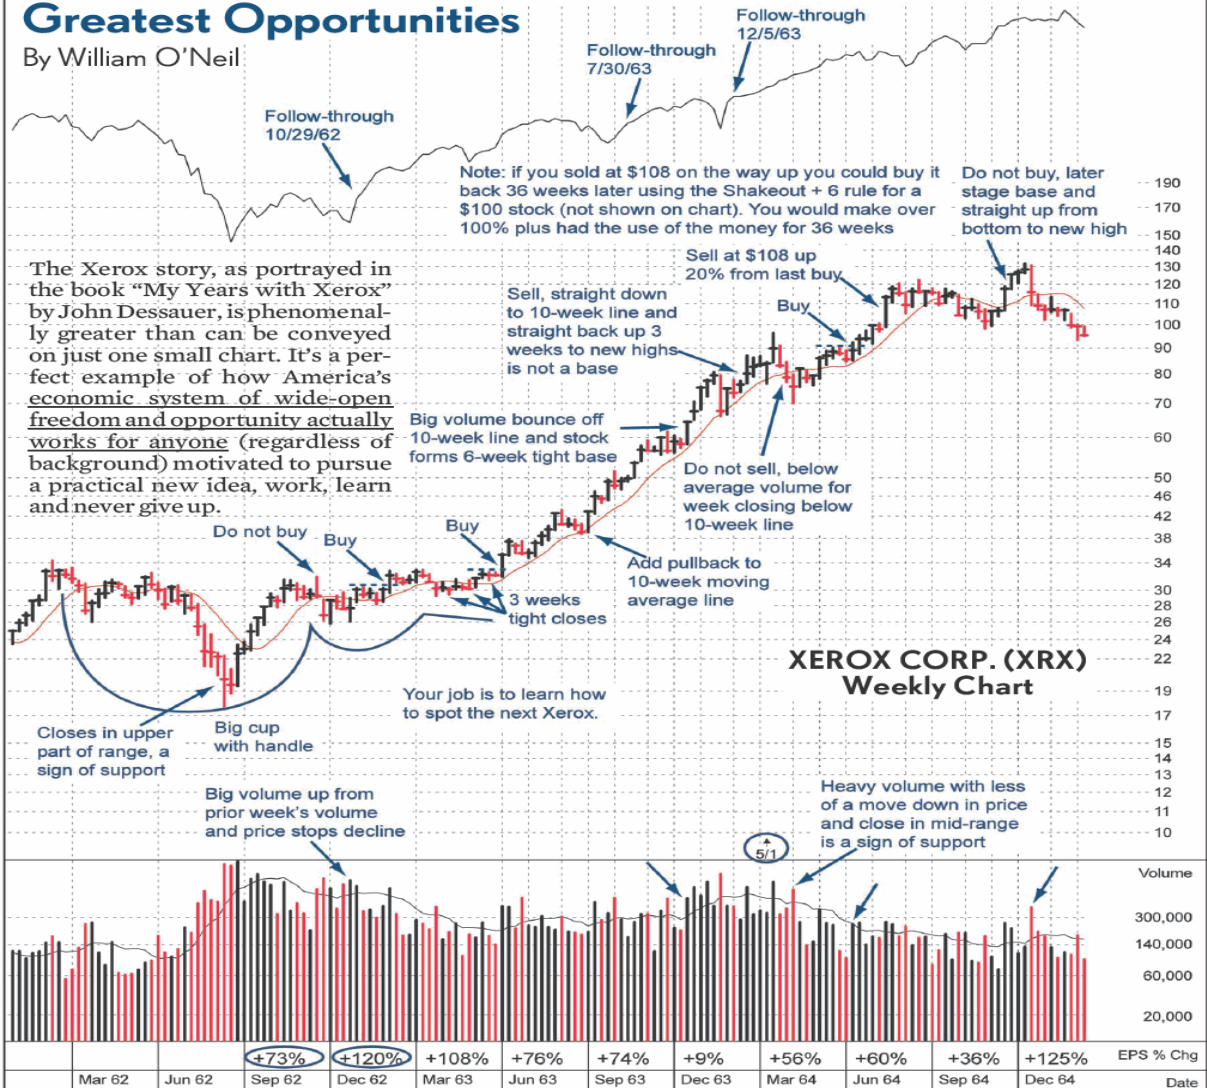 Greatest Opportunities
By William O'Neil
Follow-through
12/5/63
Follow-through
7/30/63
Follow-through
10/29/62
Note: if you sold at $108 on the way up you could buy it
back 36 weeks later using the Shakeout + 6 rule for a
$100 stock (not shown on chart). You would make over
100% plus had the use of the money for 36 weeks
Do not buy, later
stage base and
straight up from
bottom to new high
The Xerox story, as portrayed in
the book “My Years with Xerox”
by John Dessauer, is phenomenal-
ly greater than can be conveyed
on just one small chart. It's a per-
fect example of how America's
economic system of wide-open
freedom and opportunity actually
works for anyone (regardless of
background) motivated to pursue
a practical new idea, work, learn
and never give up.
Sell at $108 up
20% from last buy
Sell, straight down
to 10-week line and
straight back up 3
weeks to new highs
is not a base
Buy
Big volume bounce off
10-week line and stock
forms 6-week tight base
Do not sell, below
average volume for
week closing below
10-week line
Do not buy
Buy
Buy
Add pullback to
10-week moving
average line
3 weeks
tight closes
XEROX CORP. (XRX)
Weekly Chart
Your job is to learn how
to spot the next Xerox.
Closes in upper
part of range, a
sign of support
Big cup
with handle
Big volume up from
prior week's volume
and price stops decline
Heavy volume with less
of a move down in price
and close in mid-range
is a sign of support
5/1
190
170
150
140
130
120
110
100
90
80
70
60
50
46
42
38
34
30
28
26
24
22
19
17
15
14
13
12
11
10
Volume
300,000
140,000
60,000
20,000
+73% +120% +108% +76% +74% +9% +56% +60% +36% +125% EPS % Chg
Mar 62 Jun 62 Sep 62 Dec 62 Mar 63 Jun 63 Sep 63 Dec 63 Mar 64 Jun 64 Sep 64 Dec 64 Date